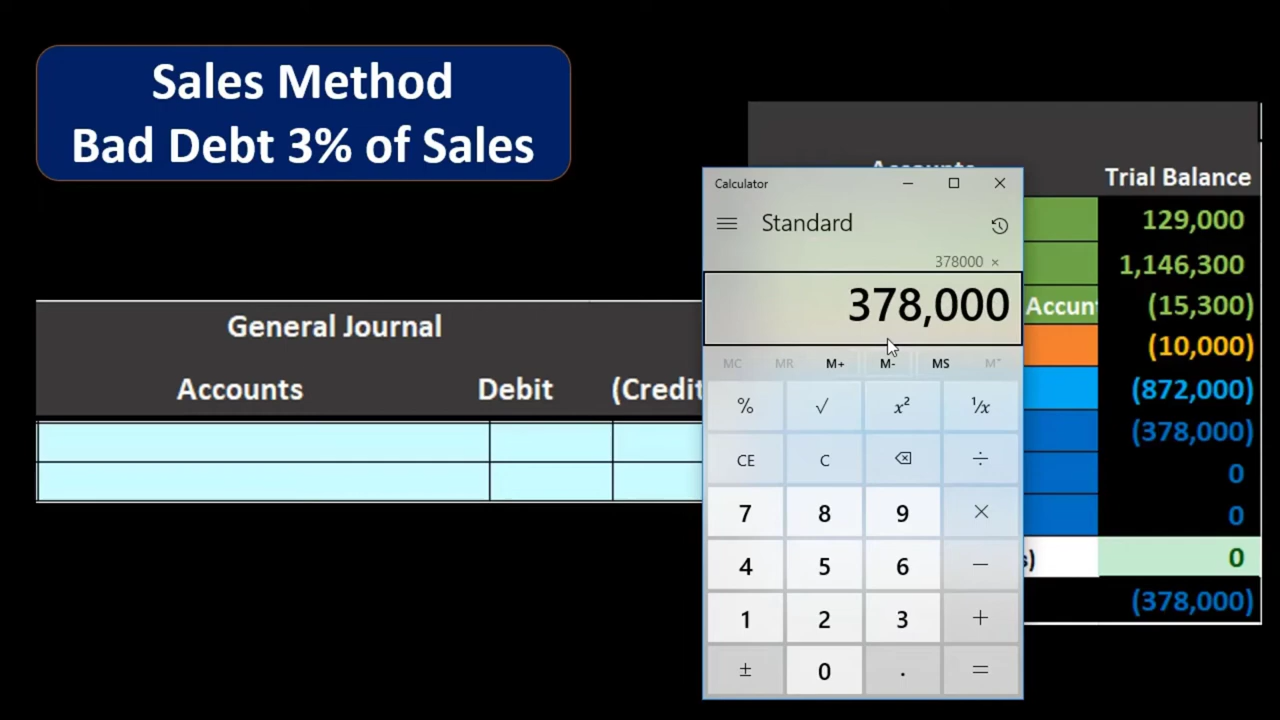 Sales Method
Bad Debt 3% of Sales
Trial Balance
129,000
1,146,300
Accun (15,300)
(10,000)
(872,000)
(378,000)
0
0
s) 0
(378,000)
General Journal
Accounts Debit (Credit
Calculator
Standard
378000 ×
378,000
MC MR M+ M- MS M˅
% √ x² ¹/x
CE C ⌫ ÷
7 8 9 ×
4 5 6 −
1 2 3 +
± 0 . =